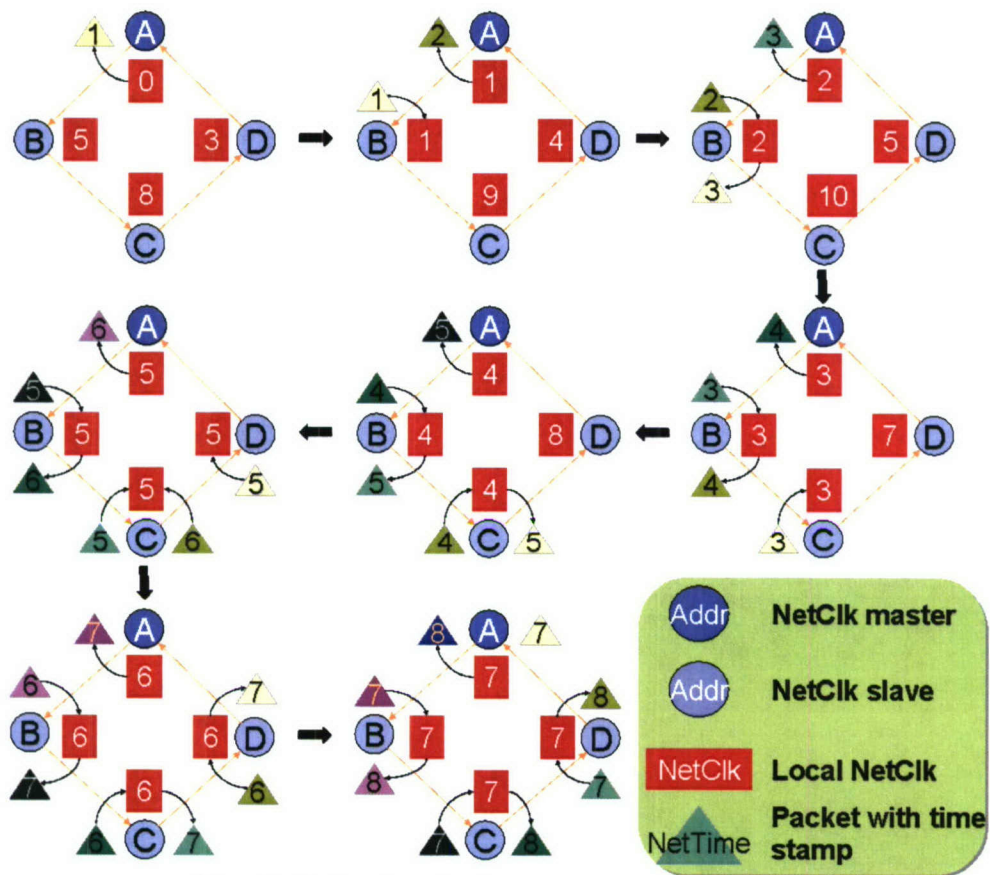 1 A 2 A 3 A
0 1 2
1 2
B 5 3 D B 1 4 D B 2 5 D
3
8 9 10
C C C
6 A 5 A 4 A
5 4 3
5 4 3
B 5 5 D B 4 8 D B 3 7 D
6 5 5 4
5 4 3
5 C 6 4 C 5 3 C
7 A 8 A 7
6 7
6 7 7 8
B 6 6 D B 7 7 D
7 6 8 7
6 7
6 C 7 7 C 8
Addr NetClk master
Addr NetClk slave
NetClk Local NetClk
NetTime Packet with time
stamp